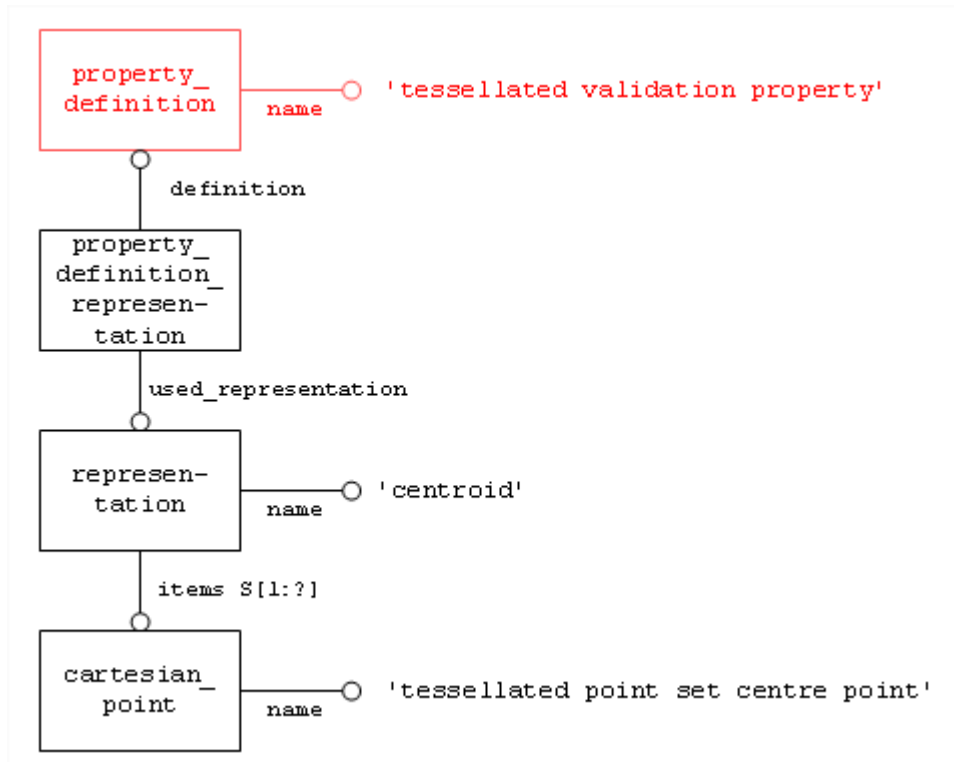 property_
definition
name
'tessellated validation property'
definition
property_
definition_
represen-
tation
used_representation
represen-
tation
name
'centroid'
items S[1:?]
cartesian_
point
name
'tessellated point set centre point'